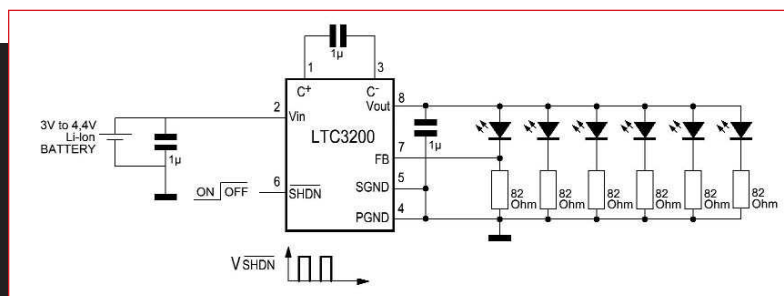 1µ
1
3
C+
C-
2
Vin
Vout
8
3V to 4,4V
Li-Ion
BATTERY
1µ
LTC3200
1µ
7
FB
ON OFF
6
SHDN
5
SGND
PGND
4
82
Ohm
82
Ohm
82
Ohm
82
Ohm
82
Ohm
82
Ohm
V SHDN